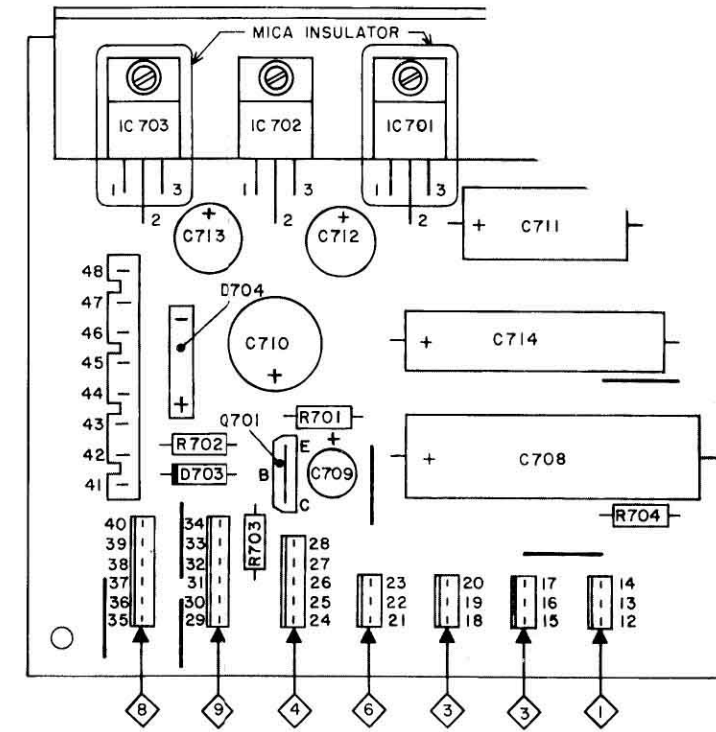 MICA INSULATOR
IC 703
IC 702
IC 701
1 2 3
1 2 3
1 2 3
+ C713
+ C712
+ C711
48
47
46
45
44
43
42
41
D704
-
+
C710
+
+ C714
Q701
R701
R702
E
B
C
+
C709
+ C708
D703
R703
R704
40
39
38
37
36
35
34
33
32
31
30
29
28
27
26
25
24
23
22
21
20
19
18
17
16
15
14
13
12
8 9 4 6 3 3 1